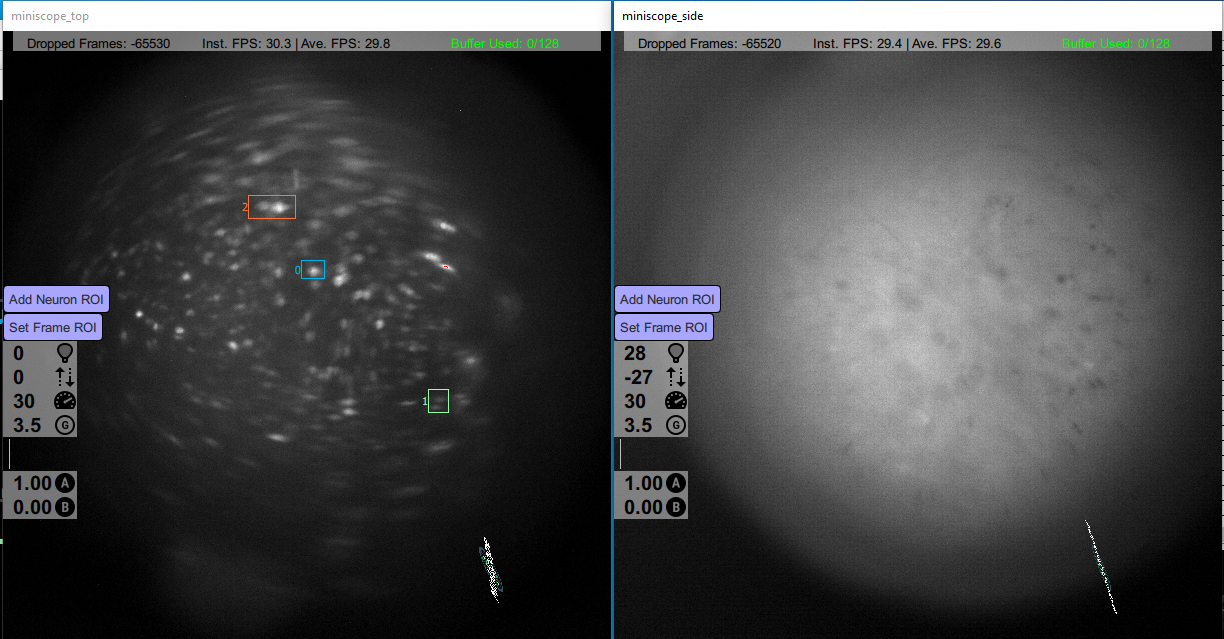 miniscope_top
Dropped Frames: -65530 Inst. FPS: 30.3 | Ave. FPS: 29.8 Buffer Used: 0/128
2
0
1
Add Neuron ROI
Set Frame ROI
0
0
30
3.5 G
1.00 A
0.00 B
miniscope_side
Dropped Frames: -65520 Inst. FPS: 29.4 | Ave. FPS: 29.6 Buffer Used: 0/128
Add Neuron ROI
Set Frame ROI
28
-27
30
3.5 G
1.00 A
0.00 B